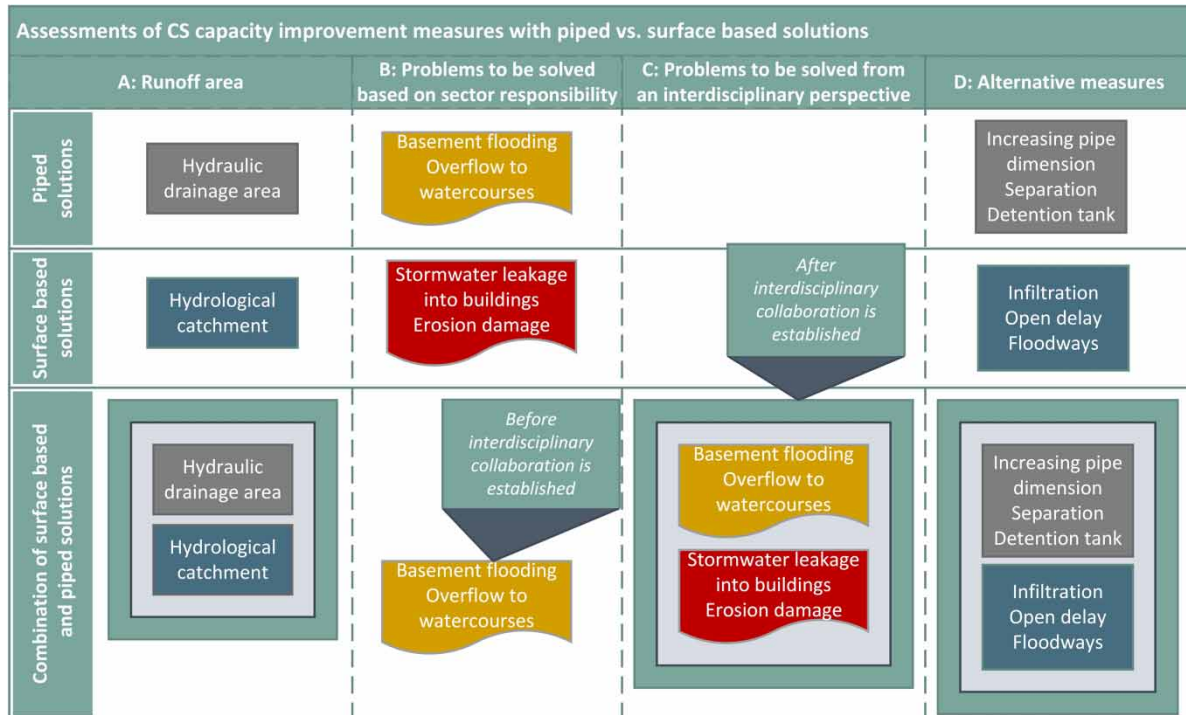 Assessments of CS capacity improvement measures with piped vs. surface based solutions
A: Runoff area
B: Problems to be solved
based on sector responsibility
C: Problems to be solved from
an interdisciplinary perspective
D: Alternative measures
Piped
solutions
Hydraulic
drainage area
Basement flooding
Overflow to
watercourses
Increasing pipe
dimension
Separation
Detention tank
Surface based
solutions
Hydrological
catchment
Stormwater leakage
into buildings
Erosion damage
After
interdisciplinary
collaboration is
established
Infiltration
Open delay
Floodways
Combination of surface based
and piped solutions
Hydraulic
drainage area
Hydrological
catchment
Before
interdisciplinary
collaboration is
established
Basement flooding
Overflow to
watercourses
Basement flooding
Overflow to
watercourses
Stormwater leakage
into buildings
Erosion damage
Increasing pipe
dimension
Separation
Detention tank
Infiltration
Open delay
Floodways